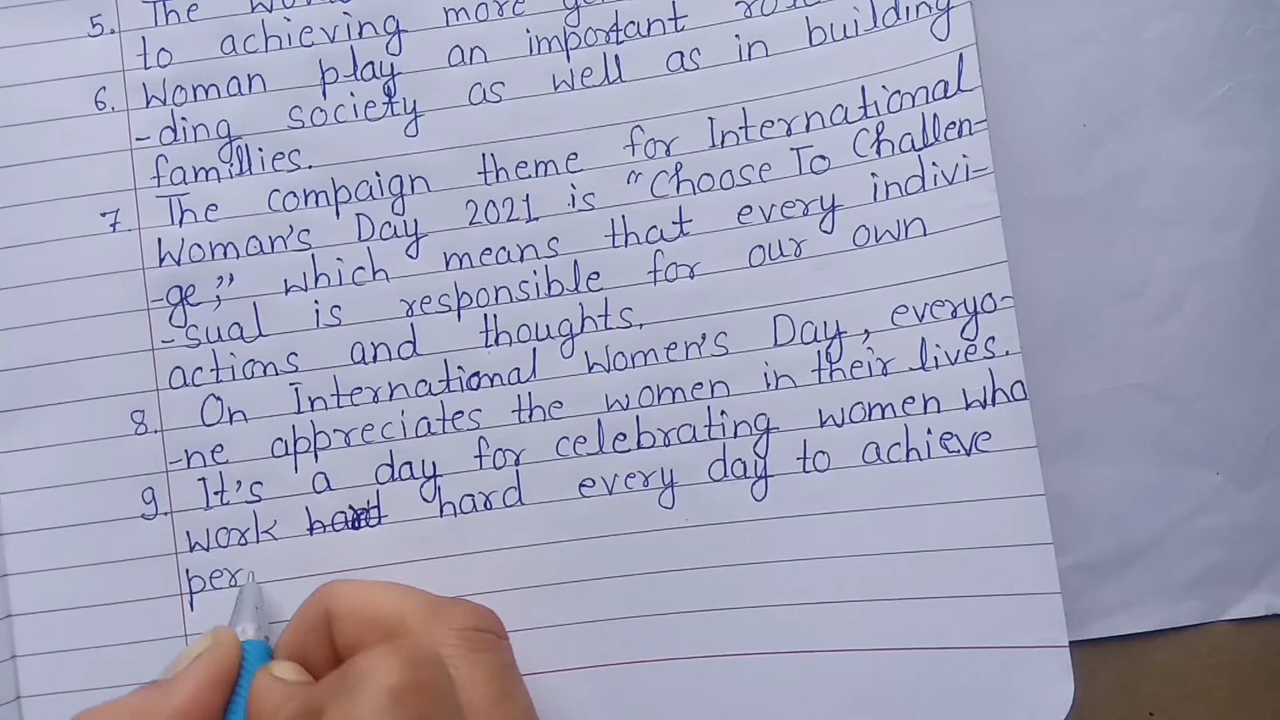 5. The
to achieving more
6. Woman play an important
-ding society as well as in building
famillies.
7. The compaign theme for International
Woman's Day 2021 is "Choose To Challen-
-ge;" which means that every indivi-
-sual is responsible for our own
actions and thoughts.
8. On International Women's Day, everyo-
-ne appreciates the women in their lives.
9. It's a day for celebrating women who
work hard every day to achieve
per